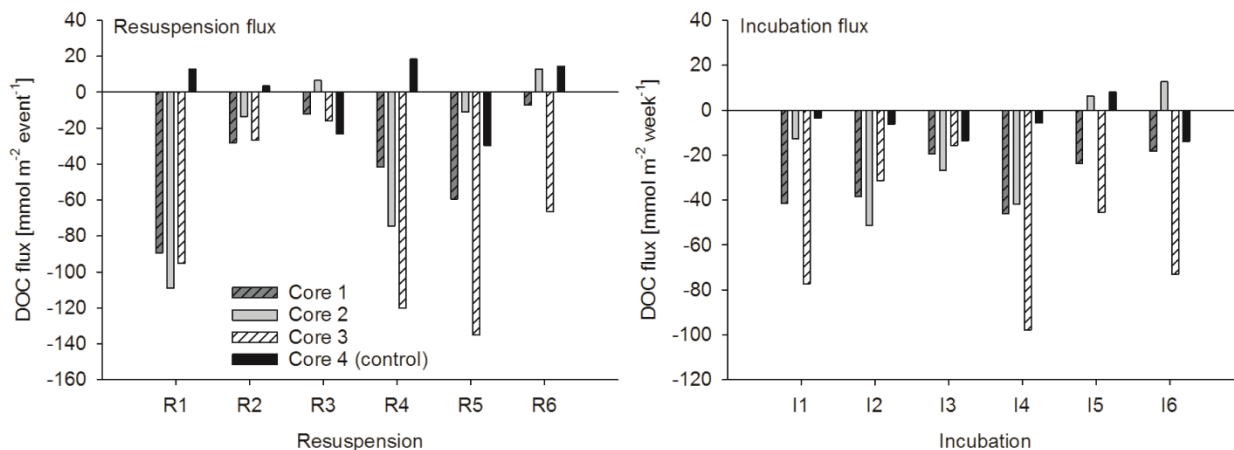 Resuspension flux
DOC flux [mmol m⁻² event⁻¹]
40
20
0
-20
-40
-60
-80
-100
-120
-140
-160
Core 1
Core 2
Core 3
Core 4 (control)
R1 R2 R3 R4 R5 R6
Resuspension
Incubation flux
DOC flux [mmol m⁻² week⁻¹]
40
20
0
-20
-40
-60
-80
-100
-120
I1 I2 I3 I4 I5 I6
Incubation